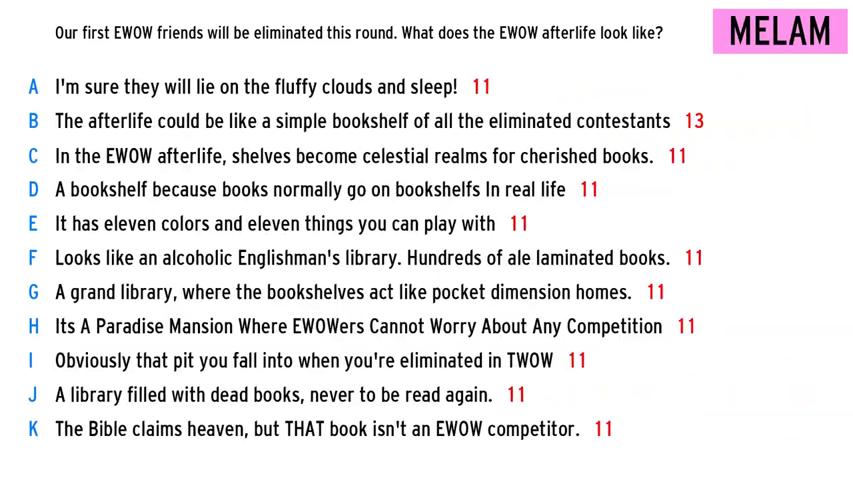 Our first EWOW friends will be eliminated this round. What does the EWOW afterlife look like?
MELAM
A I'm sure they will lie on the fluffy clouds and sleep! 11
B The afterlife could be like a simple bookshelf of all the eliminated contestants 13
C In the EWOW afterlife, shelves become celestial realms for cherished books. 11
D A bookshelf because books normally go on bookshelfs In real life 11
E It has eleven colors and eleven things you can play with 11
F Looks like an alcoholic Englishman's library. Hundreds of ale laminated books. 11
G A grand library, where the bookshelves act like pocket dimension homes. 11
H Its A Paradise Mansion Where EWOWers Cannot Worry About Any Competition 11
I Obviously that pit you fall into when you're eliminated in TWOW 11
J A library filled with dead books, never to be read again. 11
K The Bible claims heaven, but THAT book isn't an EWOW competitor. 11